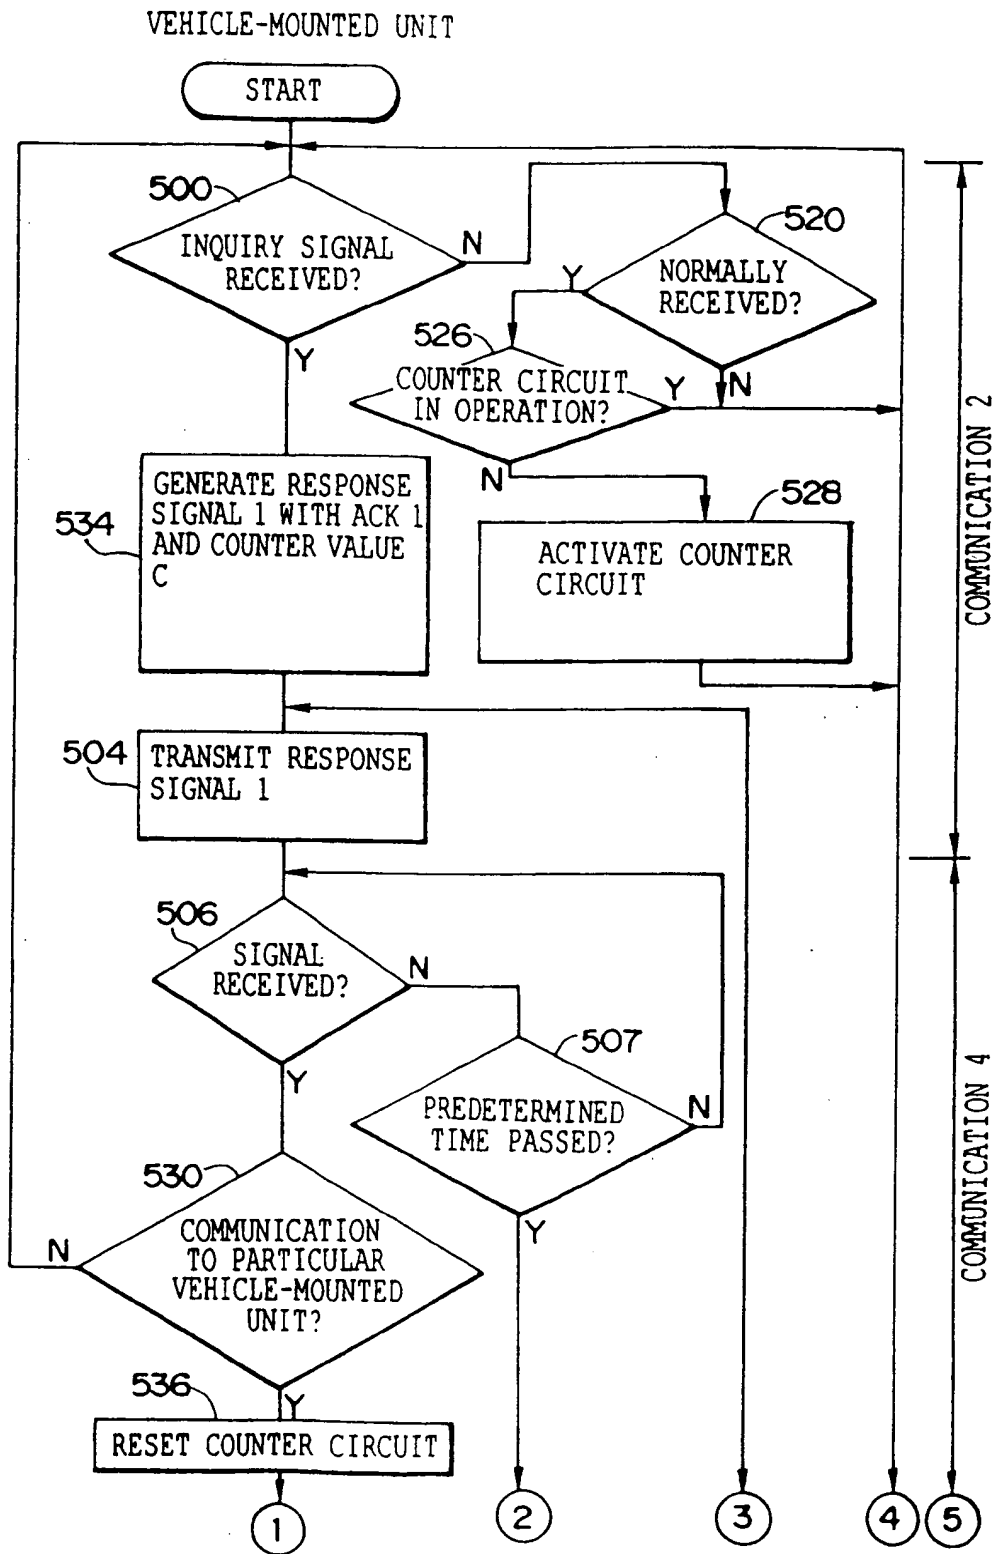 VEHICLE-MOUNTED UNIT
START
500
INQUIRY SIGNAL
RECEIVED?
N
Y
520
NORMALLY
RECEIVED?
Y
N
526
COUNTER CIRCUIT
IN OPERATION?
Y
N
528
ACTIVATE COUNTER
CIRCUIT
534
GENERATE RESPONSE
SIGNAL 1 WITH ACK 1
AND COUNTER VALUE
C
COMMUNICATION 2
504
TRANSMIT RESPONSE
SIGNAL 1
506
SIGNAL
RECEIVED?
N
Y
507
PREDETERMINED
TIME PASSED?
N
Y
530
COMMUNICATION
TO PARTICULAR
VEHICLE-MOUNTED
UNIT?
N
Y
COMMUNICATION 4
536
RESET COUNTER CIRCUIT
1
2
3
4
5